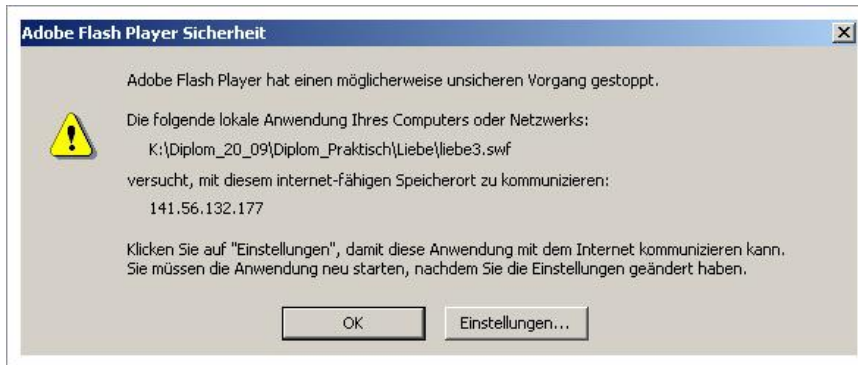 Adobe Flash Player Sicherheit
Adobe Flash Player hat einen möglicherweise unsicheren Vorgang gestoppt.
Die folgende lokale Anwendung Ihres Computers oder Netzwerks:
K:\Diplom_20_09\Diplom_Praktisch\Liebe\liebe3.swf
versucht, mit diesem internet-fähigen Speicherort zu kommunizieren:
141.56.132.177
Klicken Sie auf "Einstellungen", damit diese Anwendung mit dem Internet kommunizieren kann.
Sie müssen die Anwendung neu starten, nachdem Sie die Einstellungen geändert haben.
OK Einstellungen...